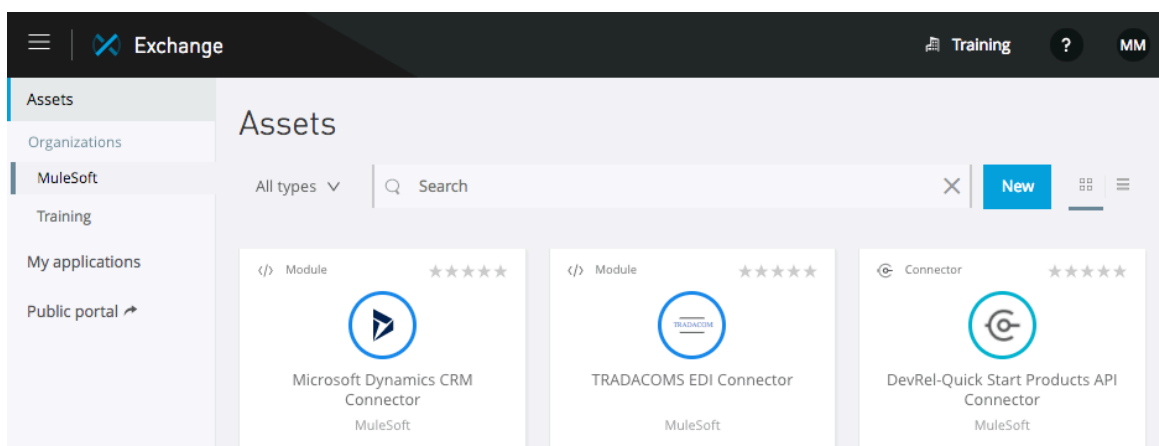 Exchange
Training
?
MM
Assets
Organizations
MuleSoft
Training
My applications
Public portal
Assets
All types
Search
New
</> Module
Microsoft Dynamics CRM
Connector
MuleSoft
</> Module
TRADACOM
TRADACOMS EDI Connector
MuleSoft
Connector
DevRel-Quick Start Products API
Connector
MuleSoft